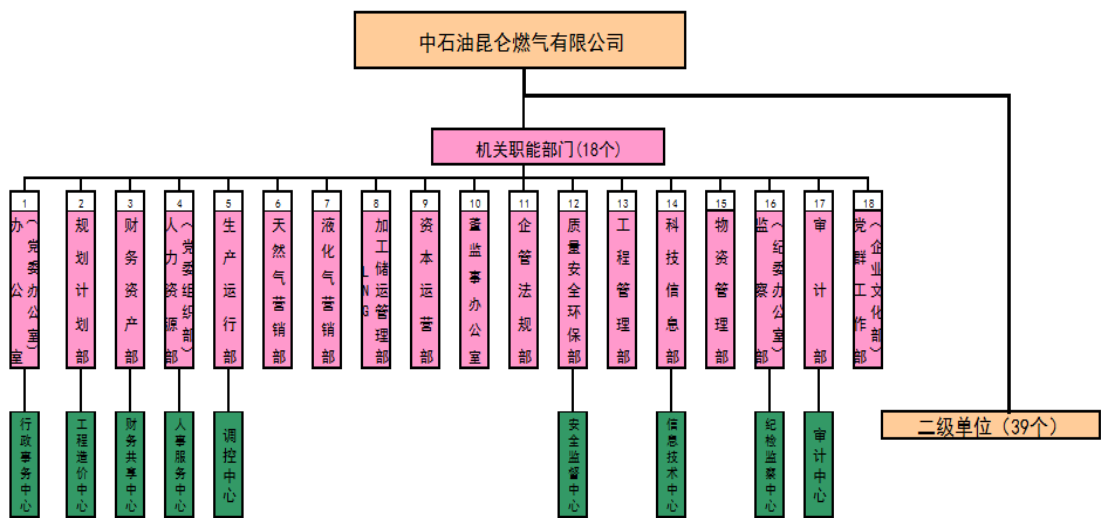 中石油昆仑燃气有限公司
机关职能部门(18个)
1
办公室
（党委办公室）
2
规划计划部
3
财务资产部
4
人力资源部
（党委组织部）
5
生产运行部
6
天然气营销部
7
液化气营销部
8
LNG
加工储运管理部
9
资本运营部
10
董监事办公室
11
企管法规部
12
质量安全环保部
13
工程管理部
14
科技信息部
15
物资管理部
16
监察部
（纪委办公室）
17
审计部
18
党群工作部
（企业文化部）
行政事务中心
工程造价中心
财务共享中心
人事服务中心
调控中心
安全监督中心
信息技术中心
纪检监察中心
审计中心
二级单位（39个）